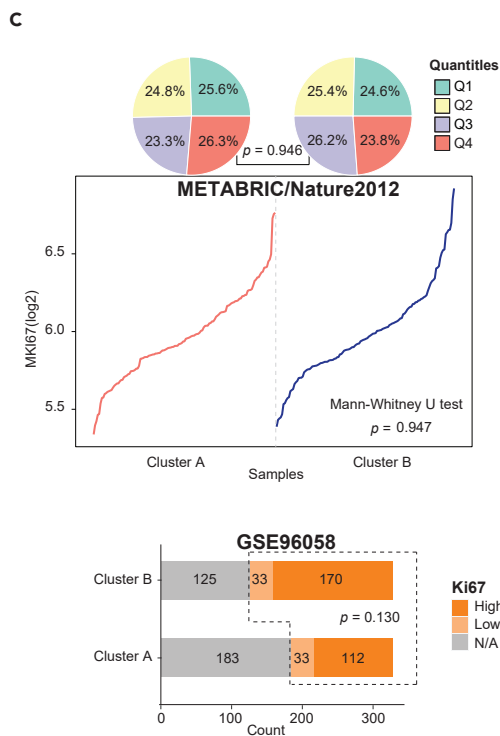 C
Quantitles
24.8% 25.6% 25.4% 24.6% Q1
Q2
23.3% 26.3% 26.2% 23.8% Q3
Q4
p = 0.946
METABRIC/Nature2012
MKI67(log2)
6.5
6.0
5.5
Mann-Whitney U test
p = 0.947
Cluster A Cluster B
Samples
GSE96058
Cluster B 125 33 170
Ki67
High
Low
N/A
p = 0.130
Cluster A 183 33 112
0 100 200 300
Count